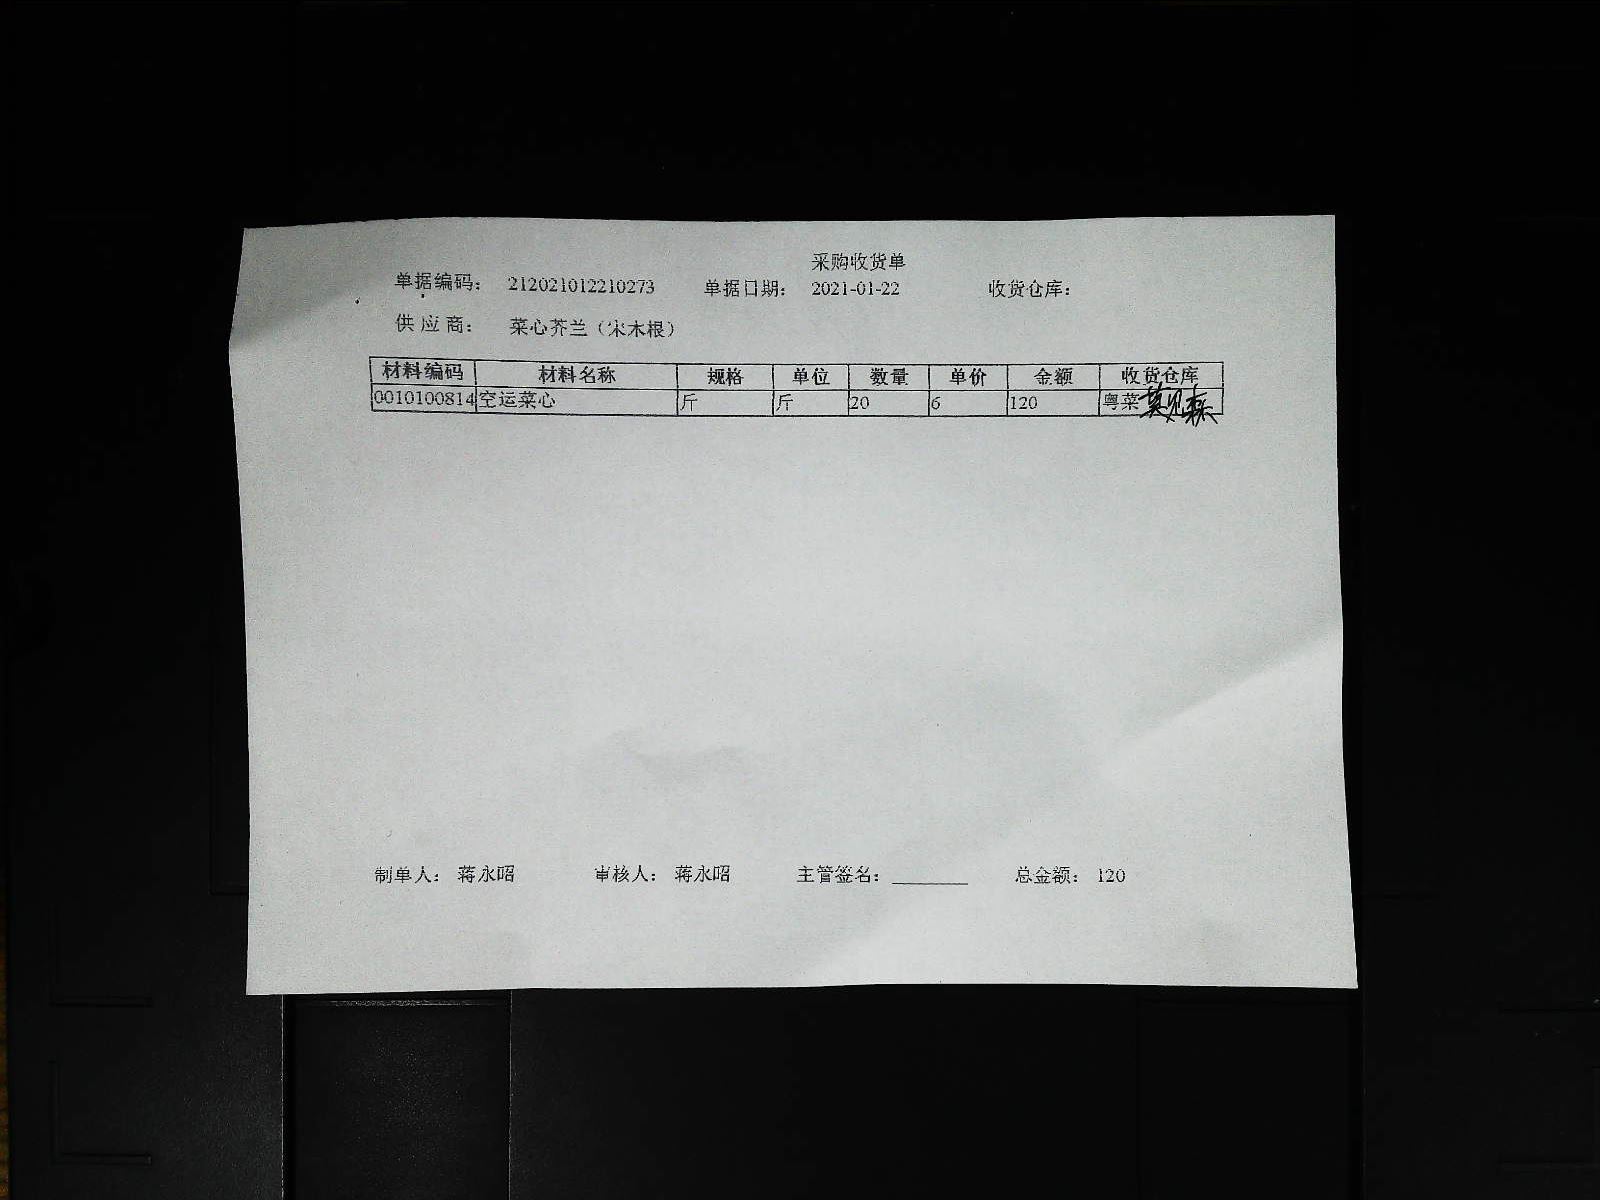 采购收货单
单据编码： 212021012210273 单据日期： 2021-01-22 收货仓库：
供应商： 菜心芥兰（宋木根）
材料编码 材料名称 规格 单位 数量 单价 金额 收货仓库
0010100814 空运菜心 斤 斤 20 6 120 粤菜
制单人： 蒋永昭 审核人： 蒋永昭 主管签名： 总金额： 120